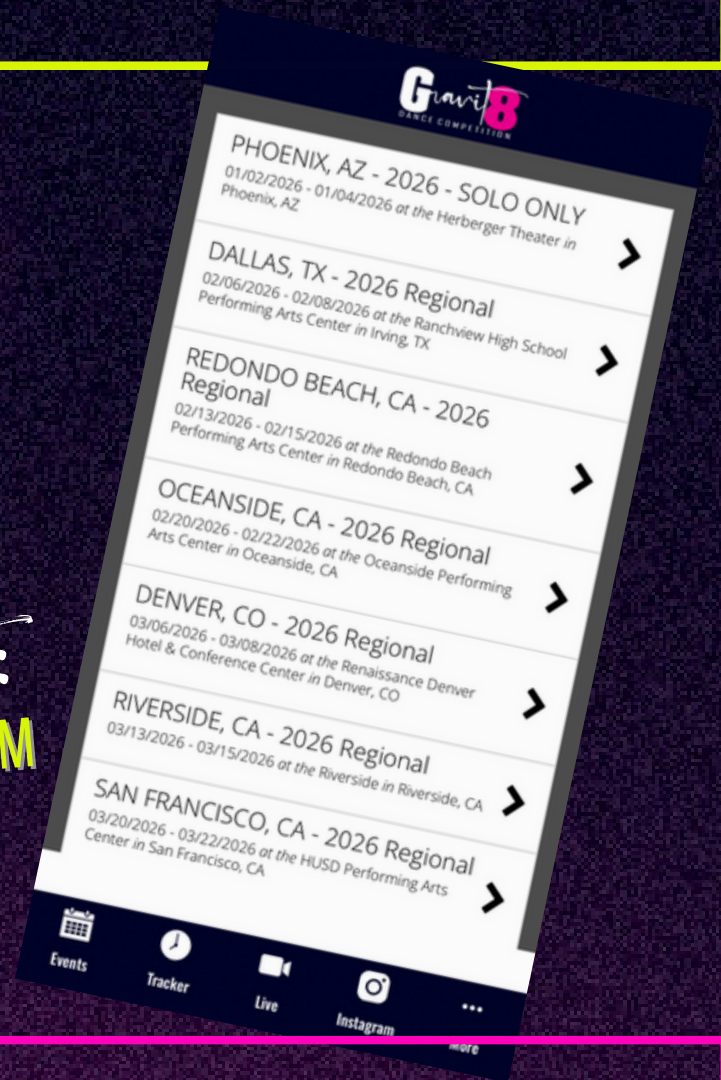 Gravit8
DANCE COMPETITION
PHOENIX, AZ - 2026 - SOLO ONLY
01/02/2026 - 01/04/2026 at the Herberger Theater in
Phoenix, AZ
DALLAS, TX - 2026 Regional
02/06/2026 - 02/08/2026 at the Ranchview High School
Performing Arts Center in Irving, TX
REDONDO BEACH, CA - 2026
Regional
02/13/2026 - 02/15/2026 at the Redondo Beach
Performing Arts Center in Redondo Beach, CA
OCEANSIDE, CA - 2026 Regional
02/20/2026 - 02/22/2026 at the Oceanside Performing
Arts Center in Oceanside, CA
DENVER, CO - 2026 Regional
03/06/2026 - 03/08/2026 at the Renaissance Denver
Hotel & Conference Center in Denver, CO
RIVERSIDE, CA - 2026 Regional
03/13/2026 - 03/15/2026 at the Riverside in Riverside, CA
SAN FRANCISCO, CA - 2026 Regional
03/20/2026 - 03/22/2026 at the HUSD Performing Arts
Center in San Francisco, CA
M
Events
Tracker
Live
Instagram
More